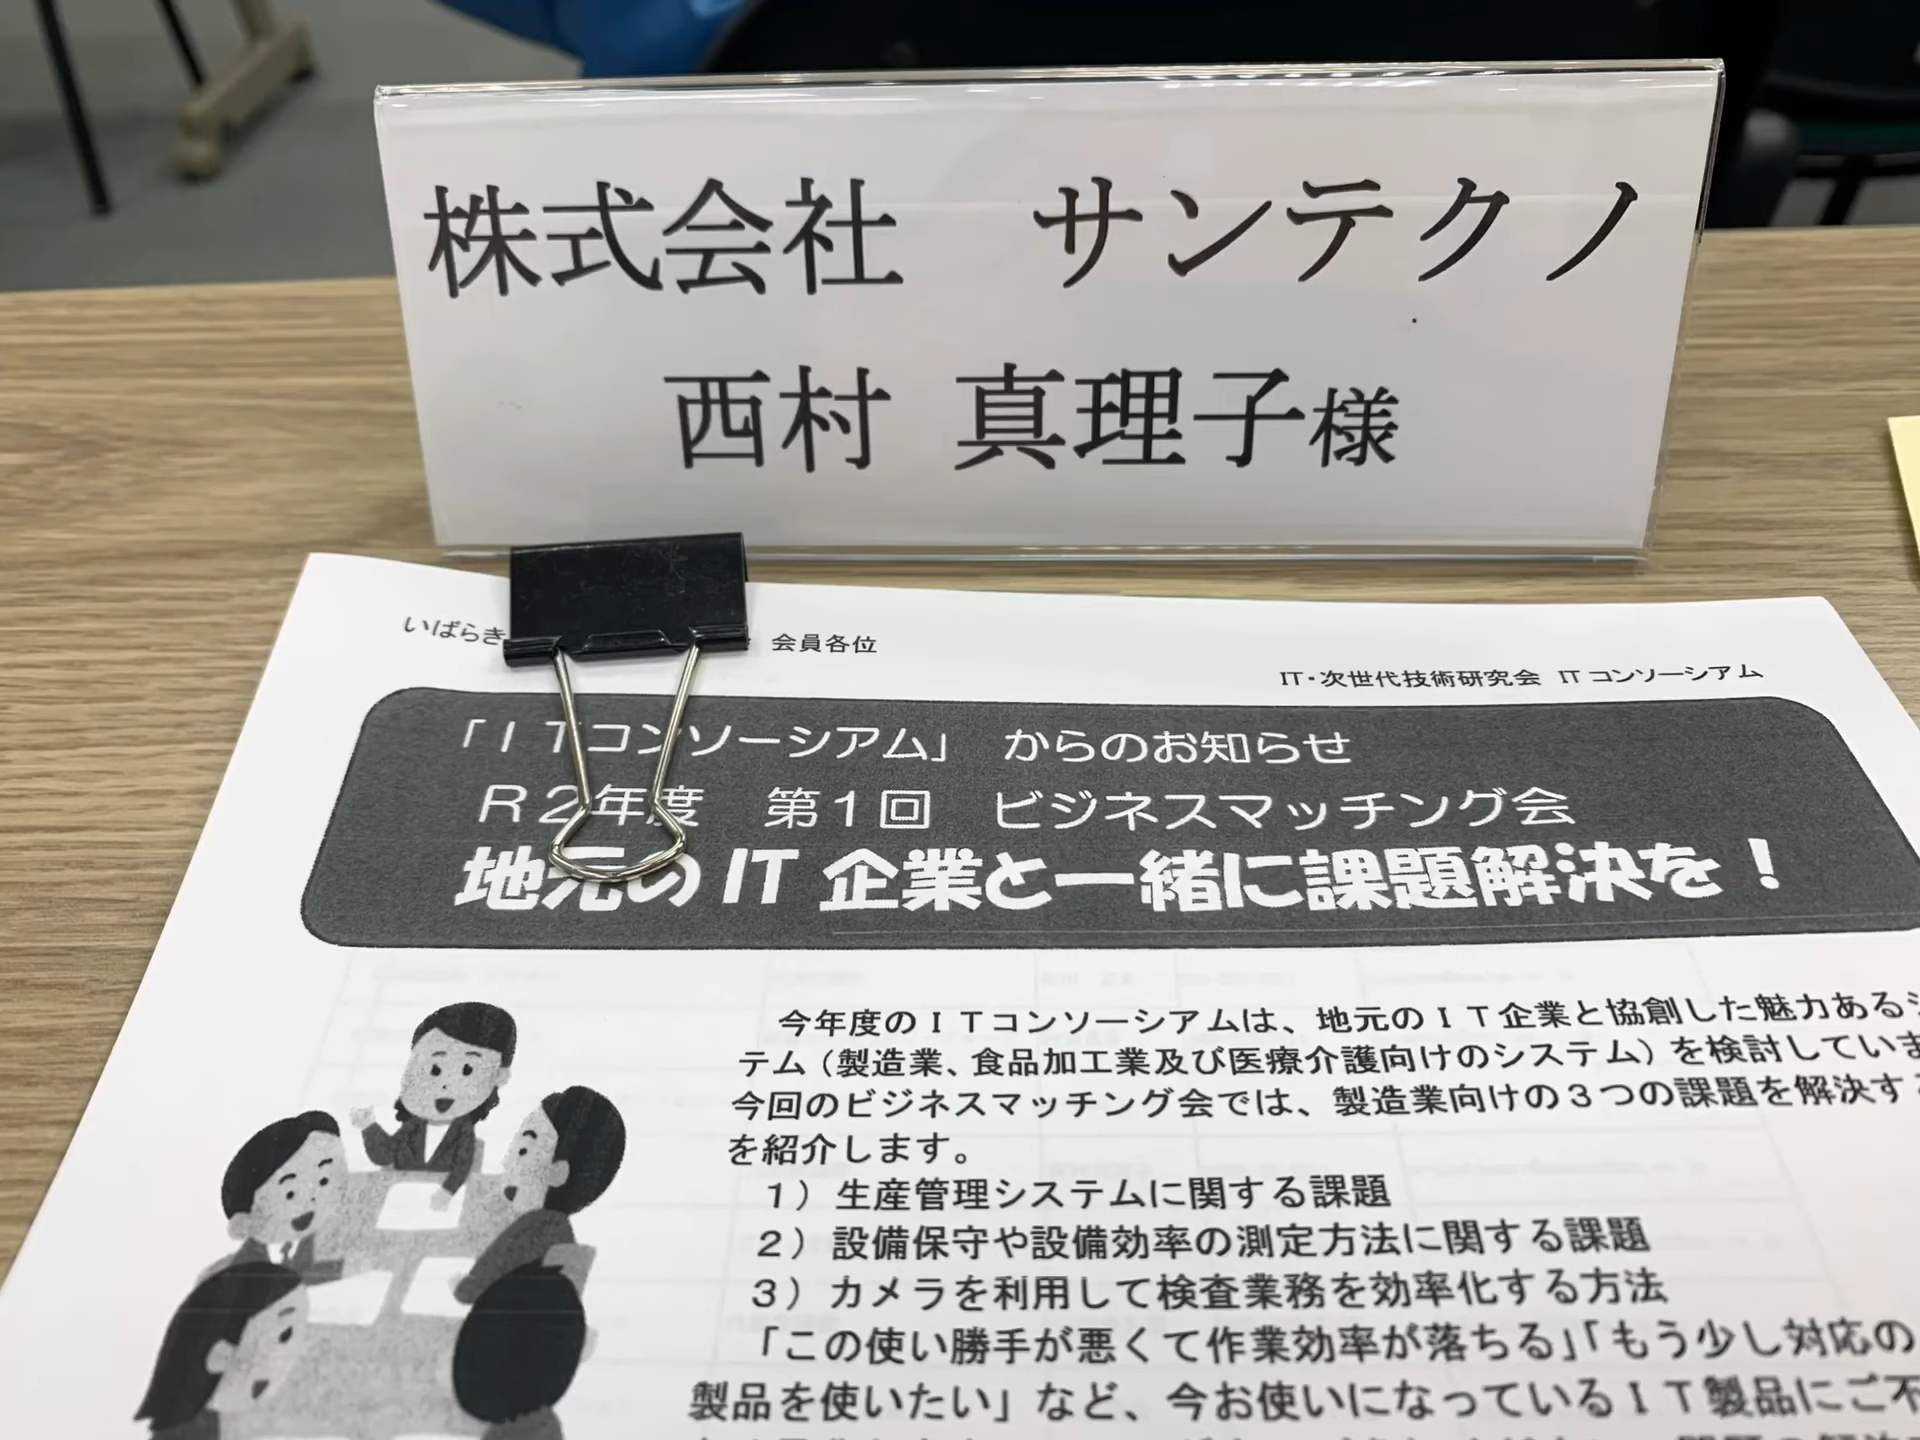 株式会社　サンテクノ
西村 真理子様
いばらき 会員各位
IT・次世代技術研究会 ITコンソーシアム
「ＩＴコンソーシアム」 からのお知らせ
Ｒ２年度　第１回　ビジネスマッチング会
地元のIT企業と一緒に課題解決を！
今年度のＩＴコンソーシアムは、地元のＩＴ企業と協創した魅力あるシ
テム（製造業、食品加工業及び医療介護向けのシステム）を検討していま
今回のビジネスマッチング会では、製造業向けの３つの課題を解決す
を紹介します。
１）生産管理システムに関する課題
２）設備保守や設備効率の測定方法に関する課題
３）カメラを利用して検査業務を効率化する方法
「この使い勝手が悪くて作業効率が落ちる」「もう少し対応の
製品を使いたい」など、今お使いになっているＩＴ製品にご不